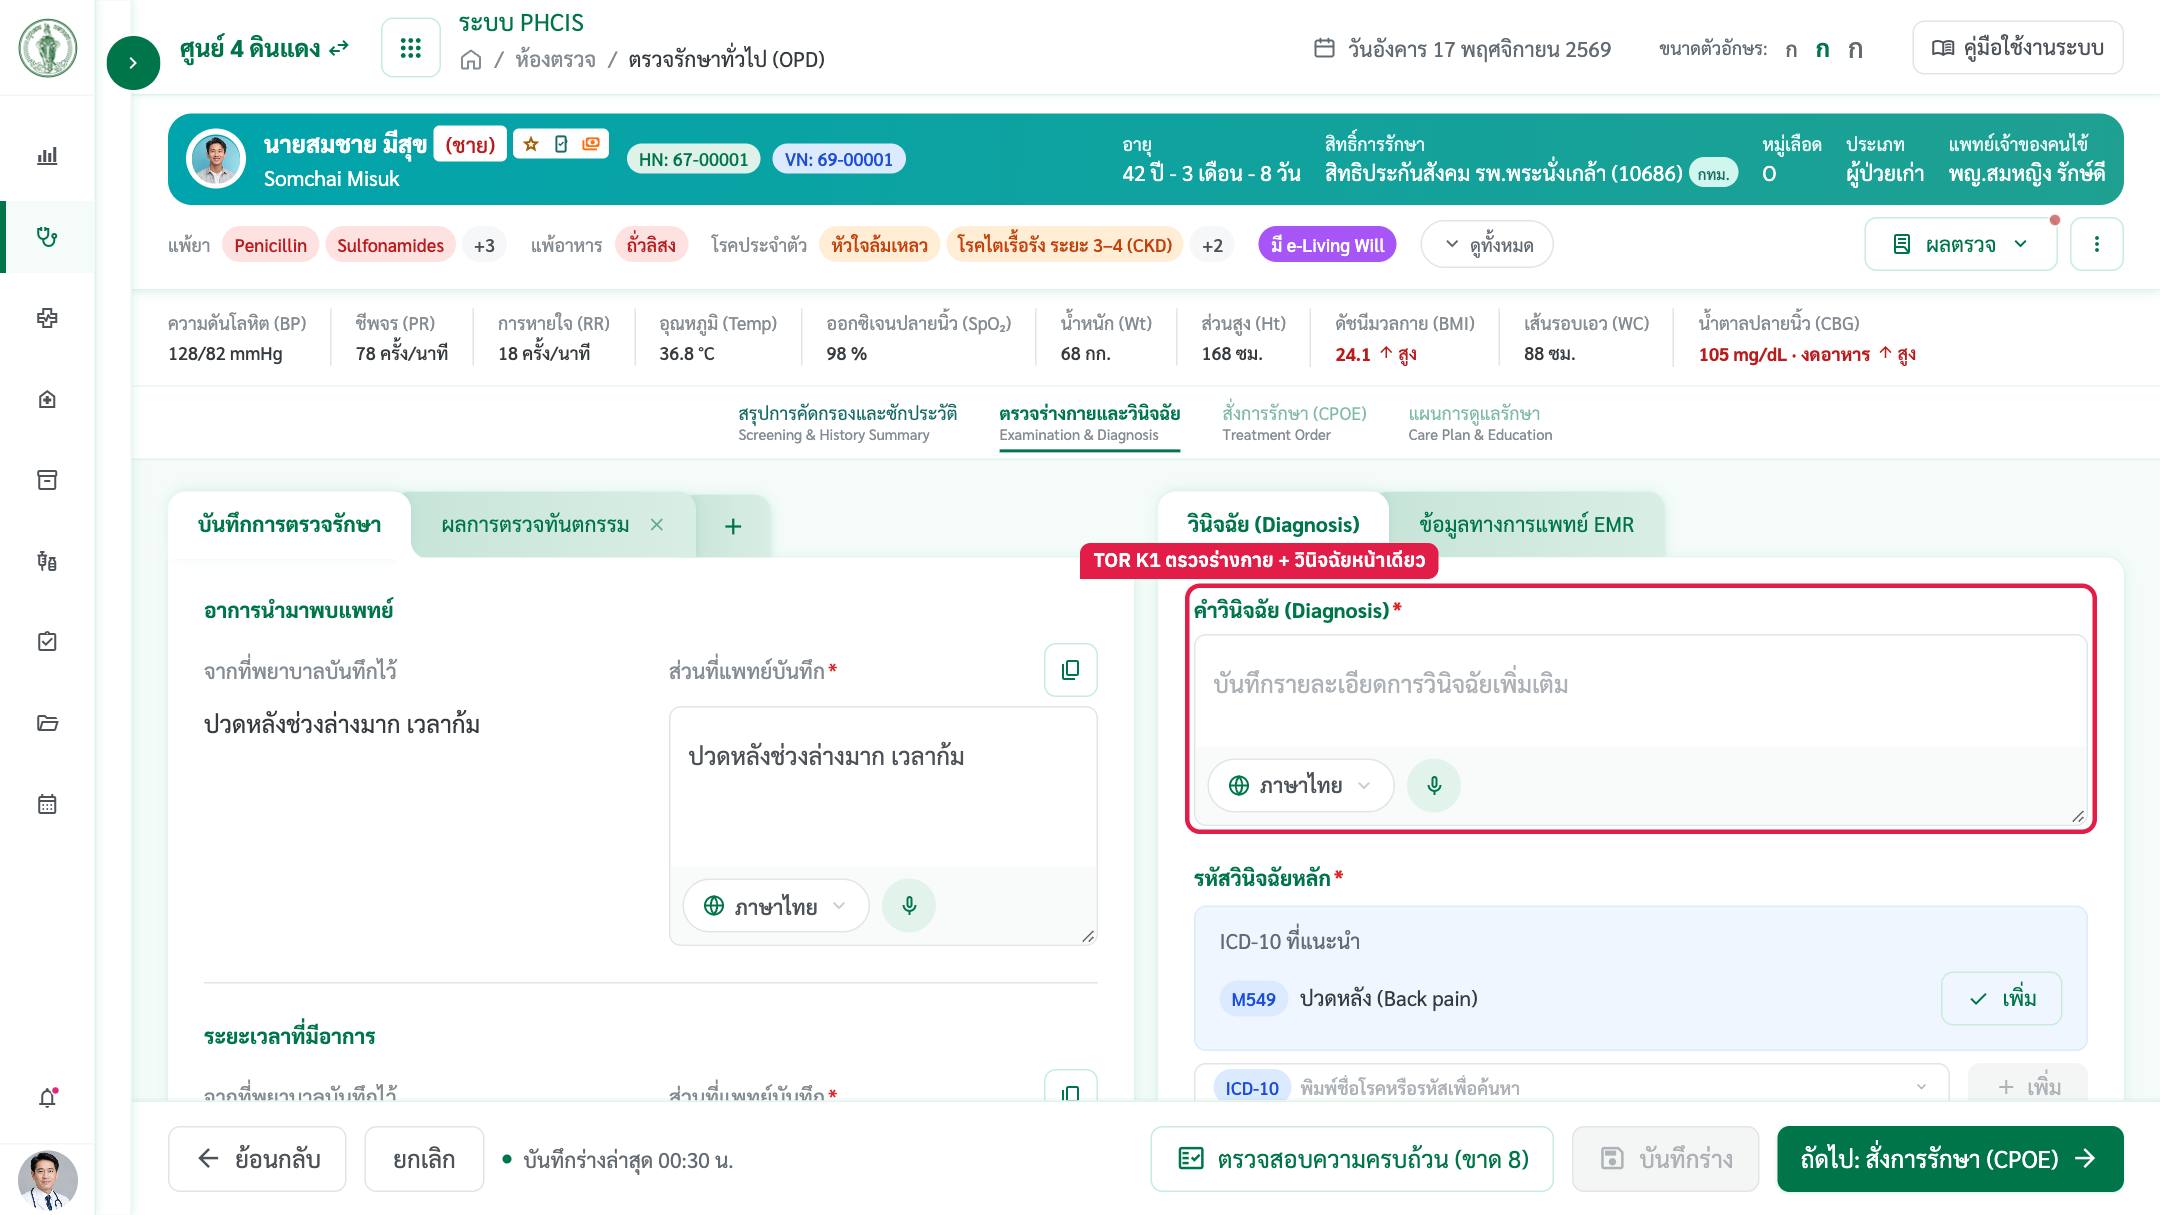 ศูนย์ 4 ดินแดง
ระบบ PHCIS
/ ห้องตรวจ / ตรวจรักษาทั่วไป (OPD)
วันอังคาร 17 พฤศจิกายน 2569
ขนาดตัวอักษร: ก ก ก
คู่มือใช้งานระบบ
นายสมชาย มีสุข (ชาย)
Somchai Misuk
HN: 67-00001
VN: 69-00001
อายุ
42 ปี - 3 เดือน - 8 วัน
สิทธิ์การรักษา
สิทธิประกันสังคม รพ.พระนั่งเกล้า (10686) กทม.
หมู่เลือด
O
ประเภท
ผู้ป่วยเก่า
แพทย์เจ้าของคนไข้
พญ.สมหญิง รักษ์ดี
แพ้ยา Penicillin Sulfonamides +3 แพ้อาหาร ถั่วลิสง โรคประจำตัว หัวใจล้มเหลว โรคไตเรื้อรัง ระยะ 3–4 (CKD) +2 มี e-Living Will ดูทั้งหมด
ผลตรวจ
ความดันโลหิต (BP)
128/82 mmHg
ชีพจร (PR)
78 ครั้ง/นาที
การหายใจ (RR)
18 ครั้ง/นาที
อุณหภูมิ (Temp)
36.8 °C
ออกซิเจนปลายนิ้ว (SpO₂)
98 %
น้ำหนัก (Wt)
68 กก.
ส่วนสูง (Ht)
168 ซม.
ดัชนีมวลกาย (BMI)
24.1 ↑ สูง
เส้นรอบเอว (WC)
88 ซม.
น้ำตาลปลายนิ้ว (CBG)
105 mg/dL · งดอาหาร ↑ สูง
สรุปการคัดกรองและซักประวัติ
Screening & History Summary
ตรวจร่างกายและวินิจฉัย
Examination & Diagnosis
สั่งการรักษา (CPOE)
Treatment Order
แผนการดูแลรักษา
Care Plan & Education
บันทึกการตรวจรักษา
ผลการตรวจทันตกรรม
อาการนำมาพบแพทย์
จากที่พยาบาลบันทึกไว้
ปวดหลังช่วงล่างมาก เวลาก้ม
ส่วนที่แพทย์บันทึก*
ปวดหลังช่วงล่างมาก เวลาก้ม
ภาษาไทย
ระยะเวลาที่มีอาการ
จากที่พยาบาลบันทึกไว้
ส่วนที่แพทย์บันทึก*
วินิจฉัย (Diagnosis)
ข้อมูลทางการแพทย์ EMR
TOR K1 ตรวจร่างกาย + วินิจฉัยหน้าเดียว
คำวินิจฉัย (Diagnosis)*
บันทึกรายละเอียดการวินิจฉัยเพิ่มเติม
ภาษาไทย
รหัสวินิจฉัยหลัก*
ICD-10 ที่แนะนำ
M549 ปวดหลัง (Back pain)
เพิ่ม
ICD-10 พิมพ์ชื่อโรคหรือรหัสเพื่อค้นหา
เพิ่ม
ย้อนกลับ
ยกเลิก
บันทึกร่างล่าสุด 00:30 น.
ตรวจสอบความครบถ้วน (ขาด 8)
บันทึกร่าง
ถัดไป: สั่งการรักษา (CPOE)